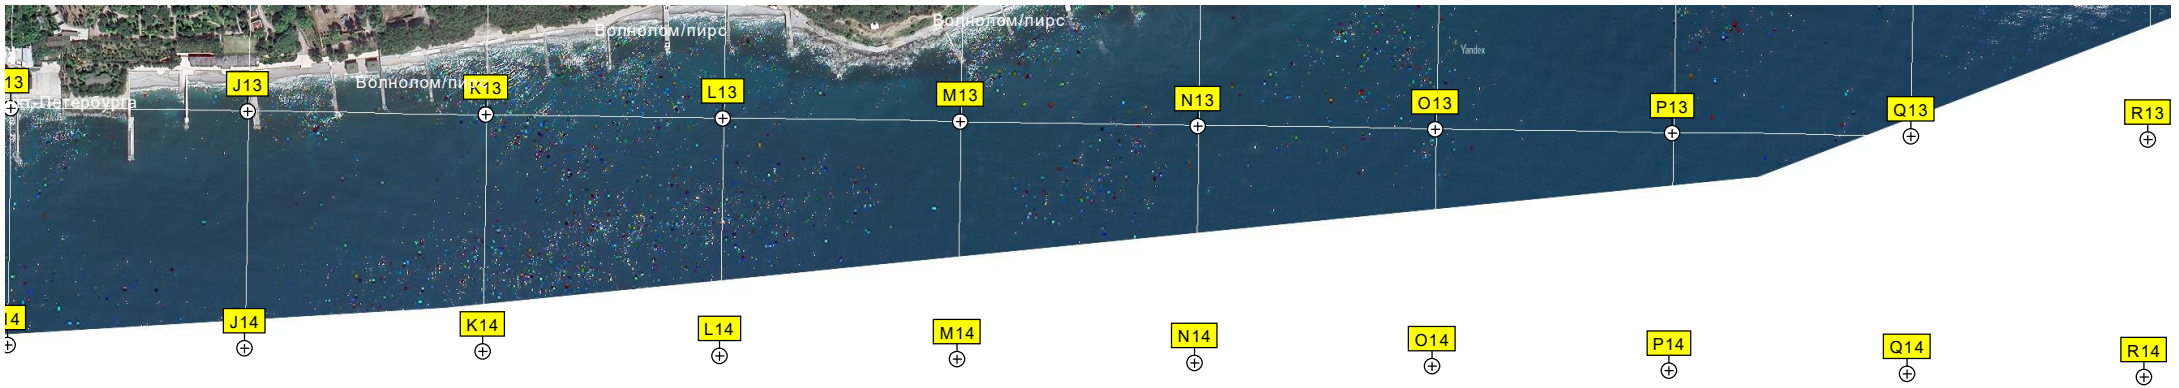 Волнолом/пирс
Волнолом/пирс
Yandex
Волнолом/пирс
13
J13
K13
L13
M13
N13
O13
P13
Q13
R13
-Петербурга
14
J14
K14
L14
M14
N14
O14
P14
Q14
R14